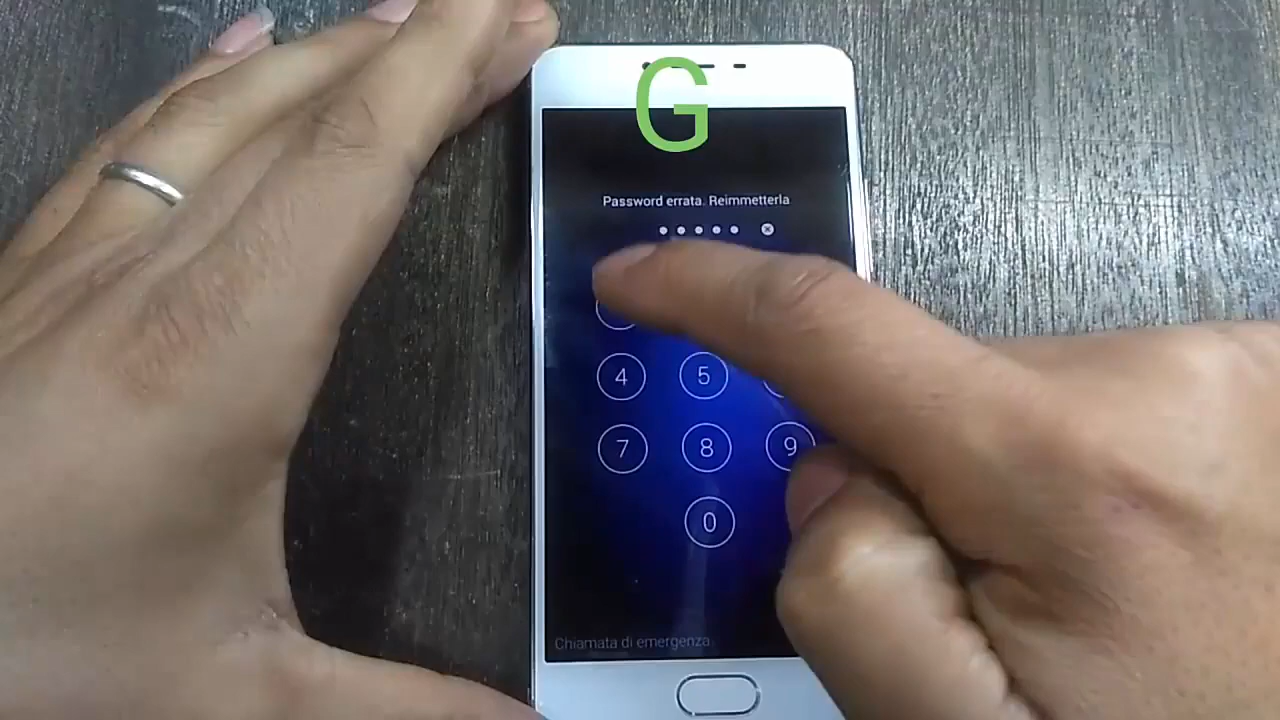 G
Password errata. Reimmetterla
4 5
7 8 9
0
Chiamata di emergenza